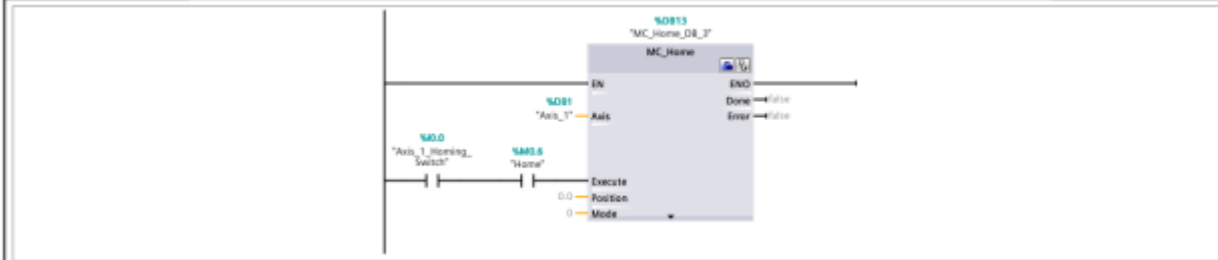 %DB13
"MC_Home_DB_3"
MC_Home
EN
ENO
%DB1
"Axis_1"
Axis
Done
false
Error
false
%I0.0
"Axis_1_Homing_
Switch"
%M0.6
"Home"
Execute
0.0
Position
0
Mode